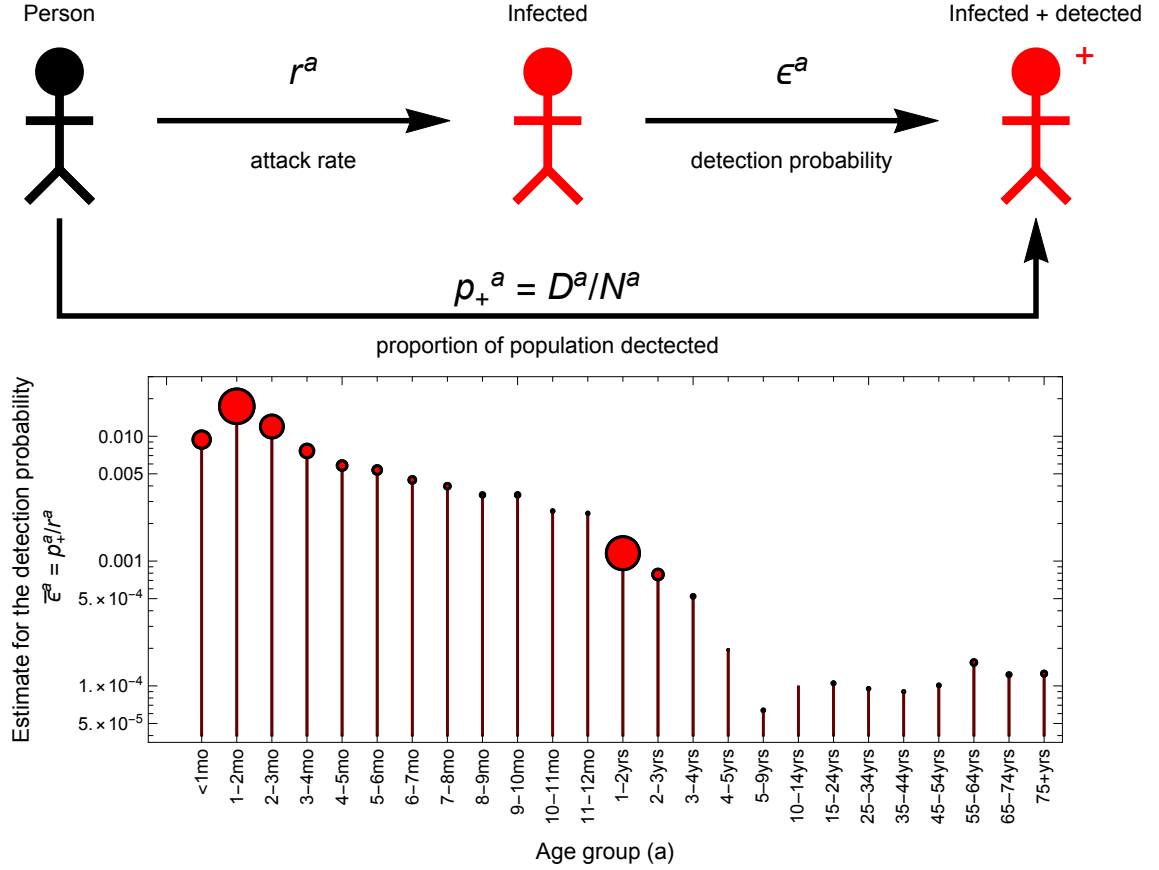 Person
Infected
Infected + detected
+
r^a
ϵ^a
attack rate
detection probability
p_+^a = D^a/N^a
proportion of population dectected
Estimate for the detection probability
ϵ̅^a = p_+^a/r^a
0.010
0.005
0.001
5.×10^−4
1.×10^−4
5.×10^−5
<1mo
1−2mo
2−3mo
3−4mo
4−5mo
5−6mo
6−7mo
7−8mo
8−9mo
9−10mo
10−11mo
11−12mo
1−2yrs
2−3yrs
3−4yrs
4−5yrs
5−9yrs
10−14yrs
15−24yrs
25−34yrs
35−44yrs
45−54yrs
55−64yrs
65−74yrs
75+yrs
Age group (a)